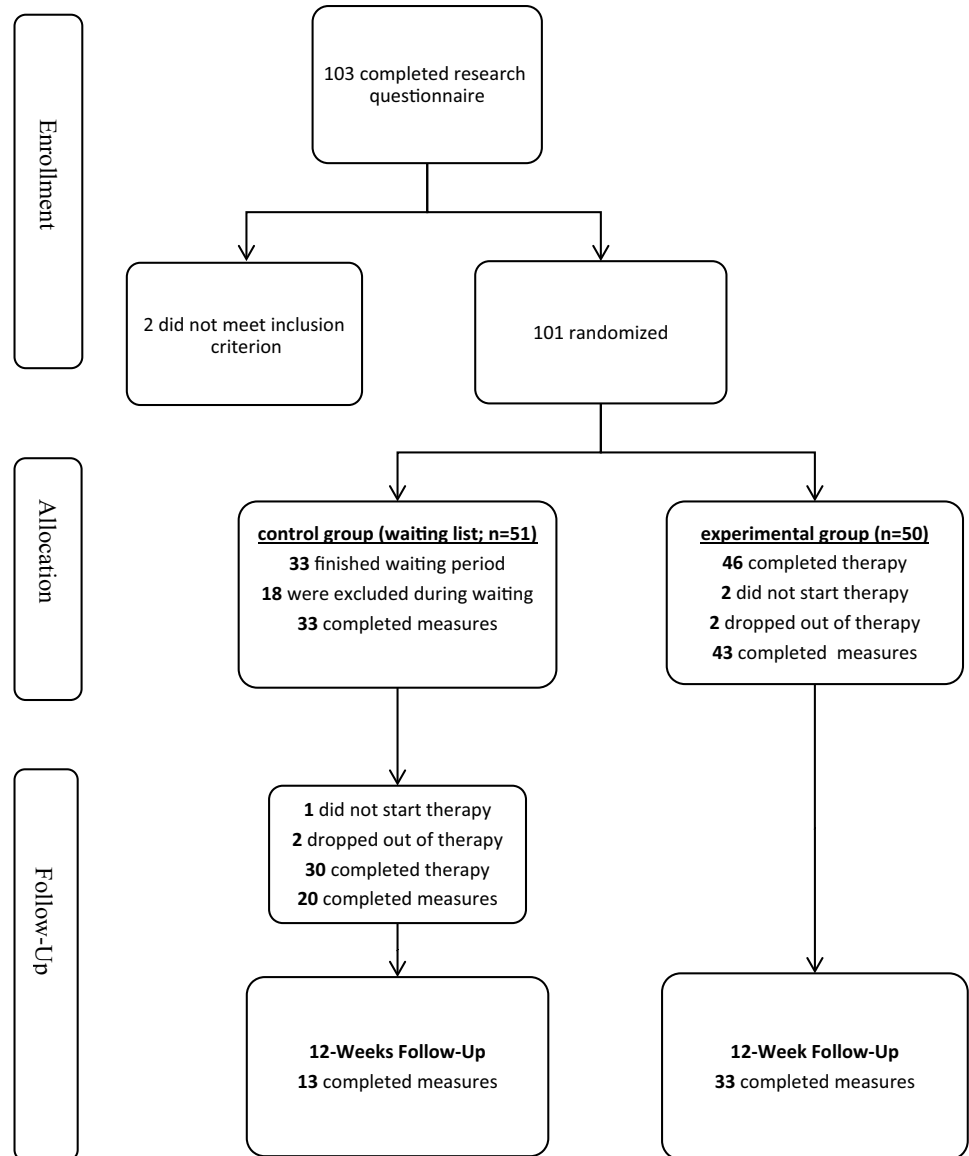 Enrollment
103 completed research
questionnaire
2 did not meet inclusion
criterion
101 randomized
Allocation
control group (waiting list; n=51)
33 finished waiting period
18 were excluded during waiting
33 completed measures
experimental group (n=50)
46 completed therapy
2 did not start therapy
2 dropped out of therapy
43 completed  measures
Follow-Up
1 did not start therapy
2 dropped out of therapy
30 completed therapy
20 completed measures
12-Weeks Follow-Up
13 completed measures
12-Week Follow-Up
33 completed measures